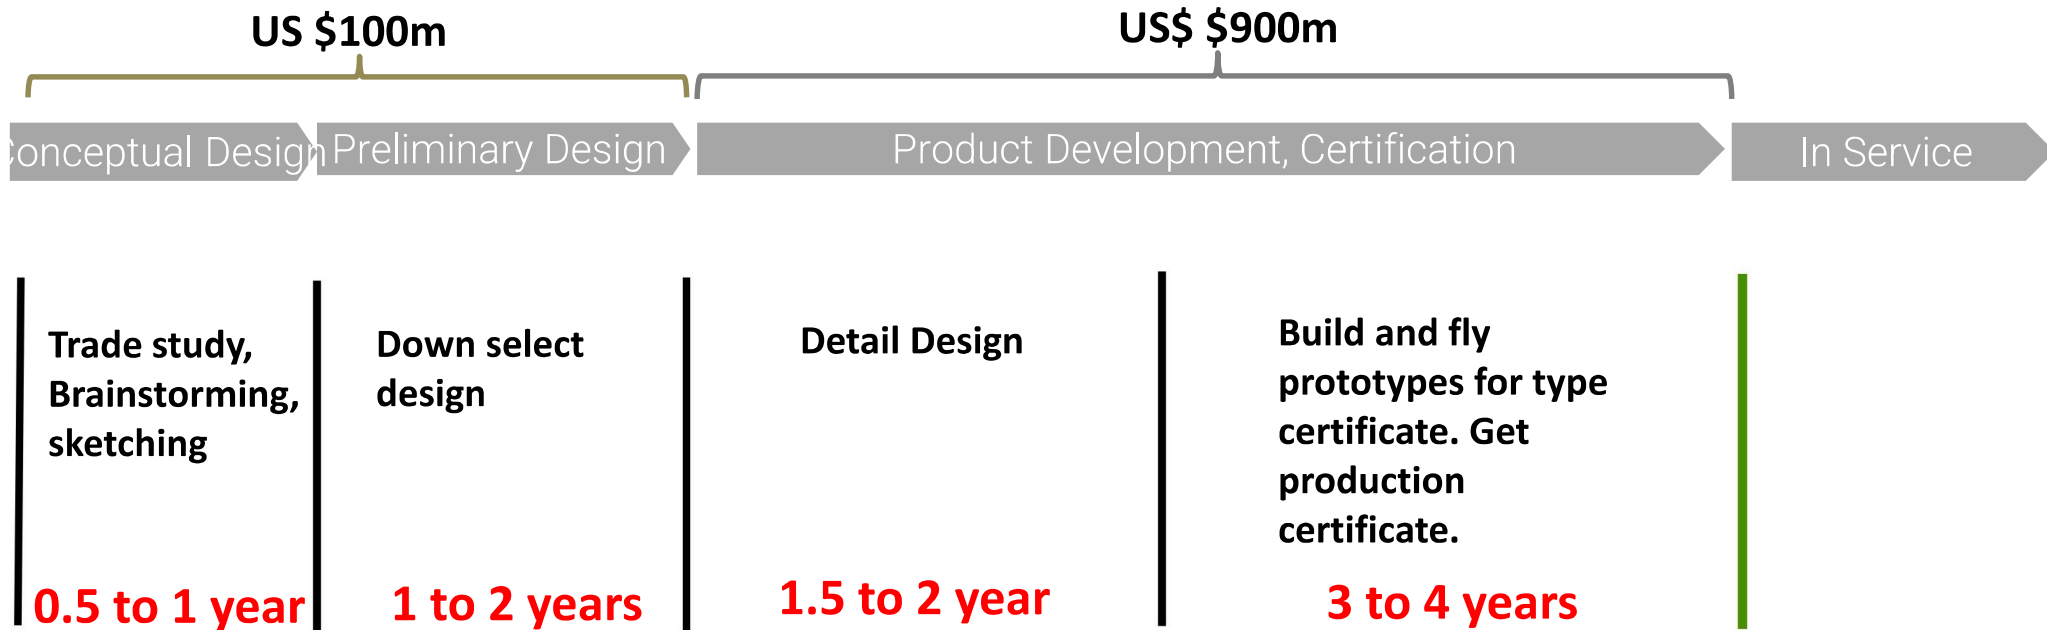 US $100m
US$ $900m
Conceptual Design
Preliminary Design
Product Development, Certification
In Service
Trade study,
Brainstorming,
sketching
Down select
design
Detail Design
Build and fly
prototypes for type
certificate. Get
production
certificate.
0.5 to 1 year
1 to 2 years
1.5 to 2 year
3 to 4 years